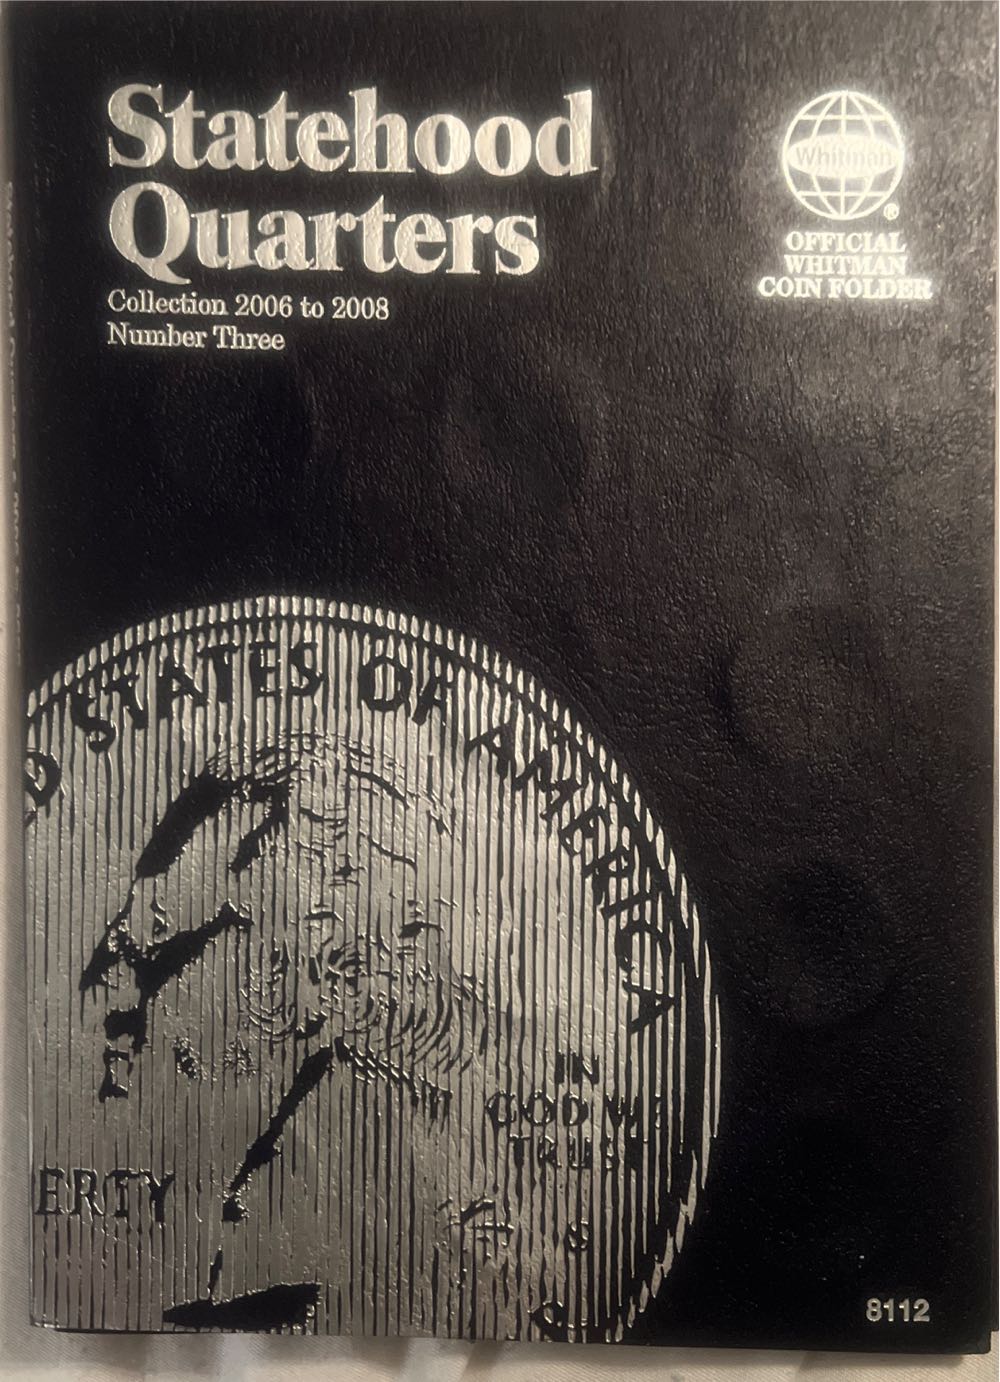 Statehood
Quarters
Collection 2006 to 2008
Number Three
Whitman
®
OFFICIAL
WHITMAN
COIN FOLDER
D STATES OF AMERICA
IN
GOD W
TRUST
ERTY
8112